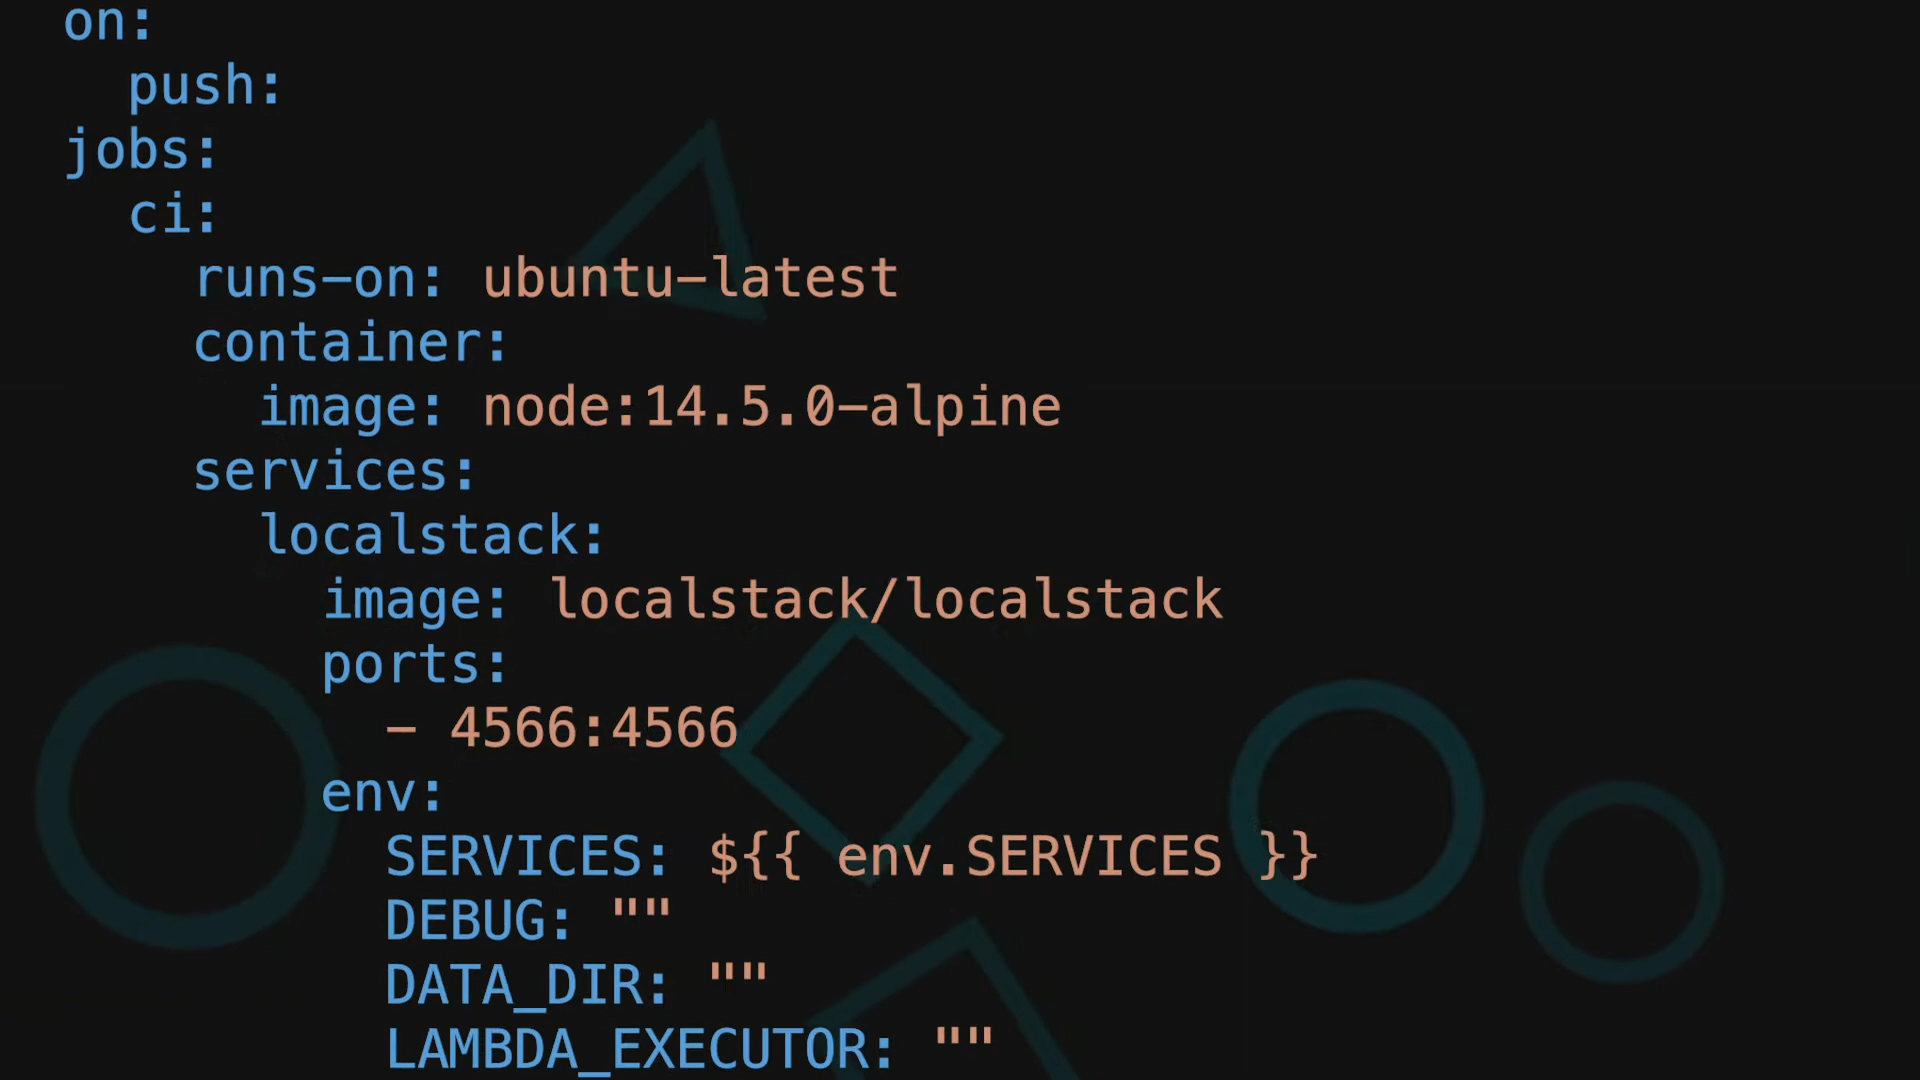 on:
push:
jobs:
ci:
runs-on: ubuntu-latest
container:
image: node:14.5.0-alpine
services:
localstack:
image: localstack/localstack
ports:
- 4566:4566
env:
SERVICES: ${{ env.SERVICES }}
DEBUG: ""
DATA_DIR: ""
LAMBDA_EXECUTOR: ""